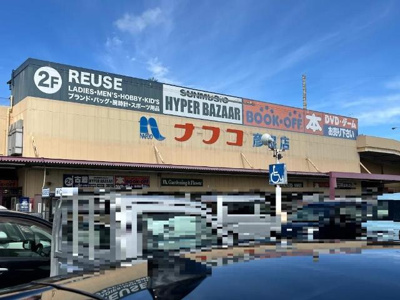 2F REUSE
LADIES・MEN'S・HOBBY・KID'S
ブランド・バッグ・腕時計・スポーツ用品
SUNMUSIC
HYPER BAZAAR
BOOK・OFF
本
DVD・ゲーム
お売り下さい
ナフコ
店